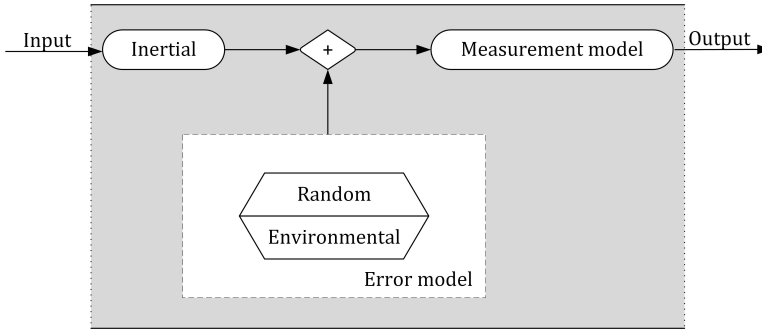 Input
Inertial
+
Measurement model
Output
Random
Environmental
Error model